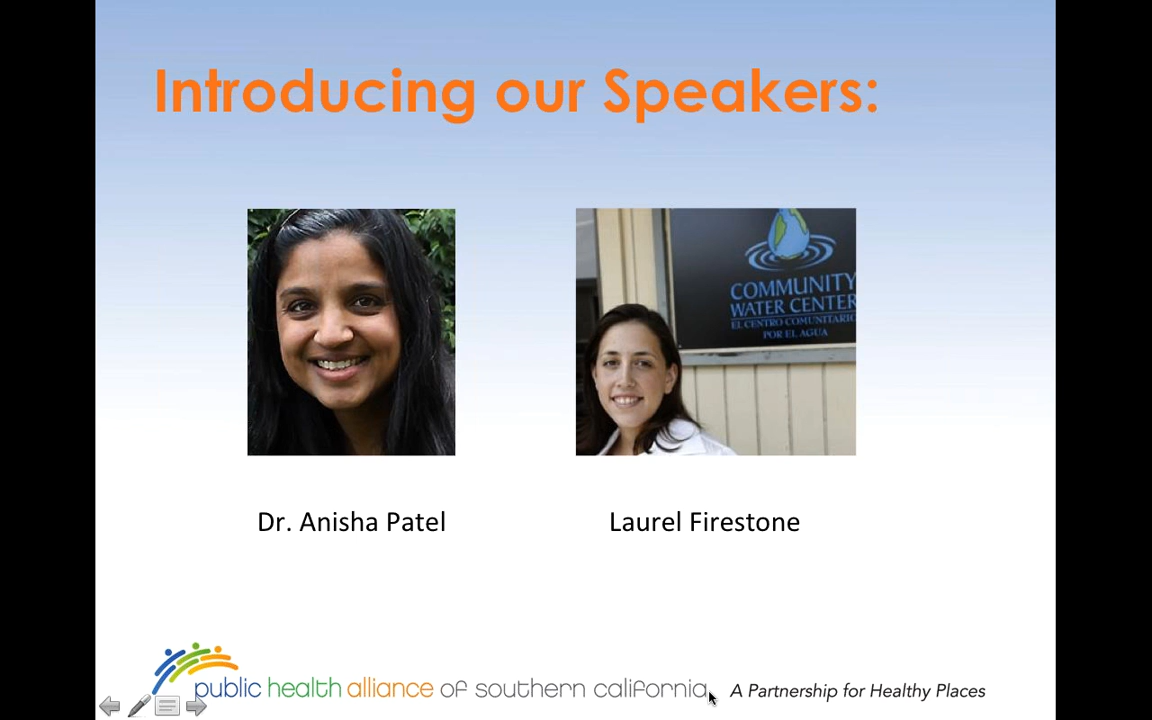 Introducing our Speakers:
COMMUNITY
WATER CENTER
EL CENTRO COMUNITARIO
POR EL AGUA
Dr. Anisha Patel
Laurel Firestone
public health alliance of southern california
A Partnership for Healthy Places